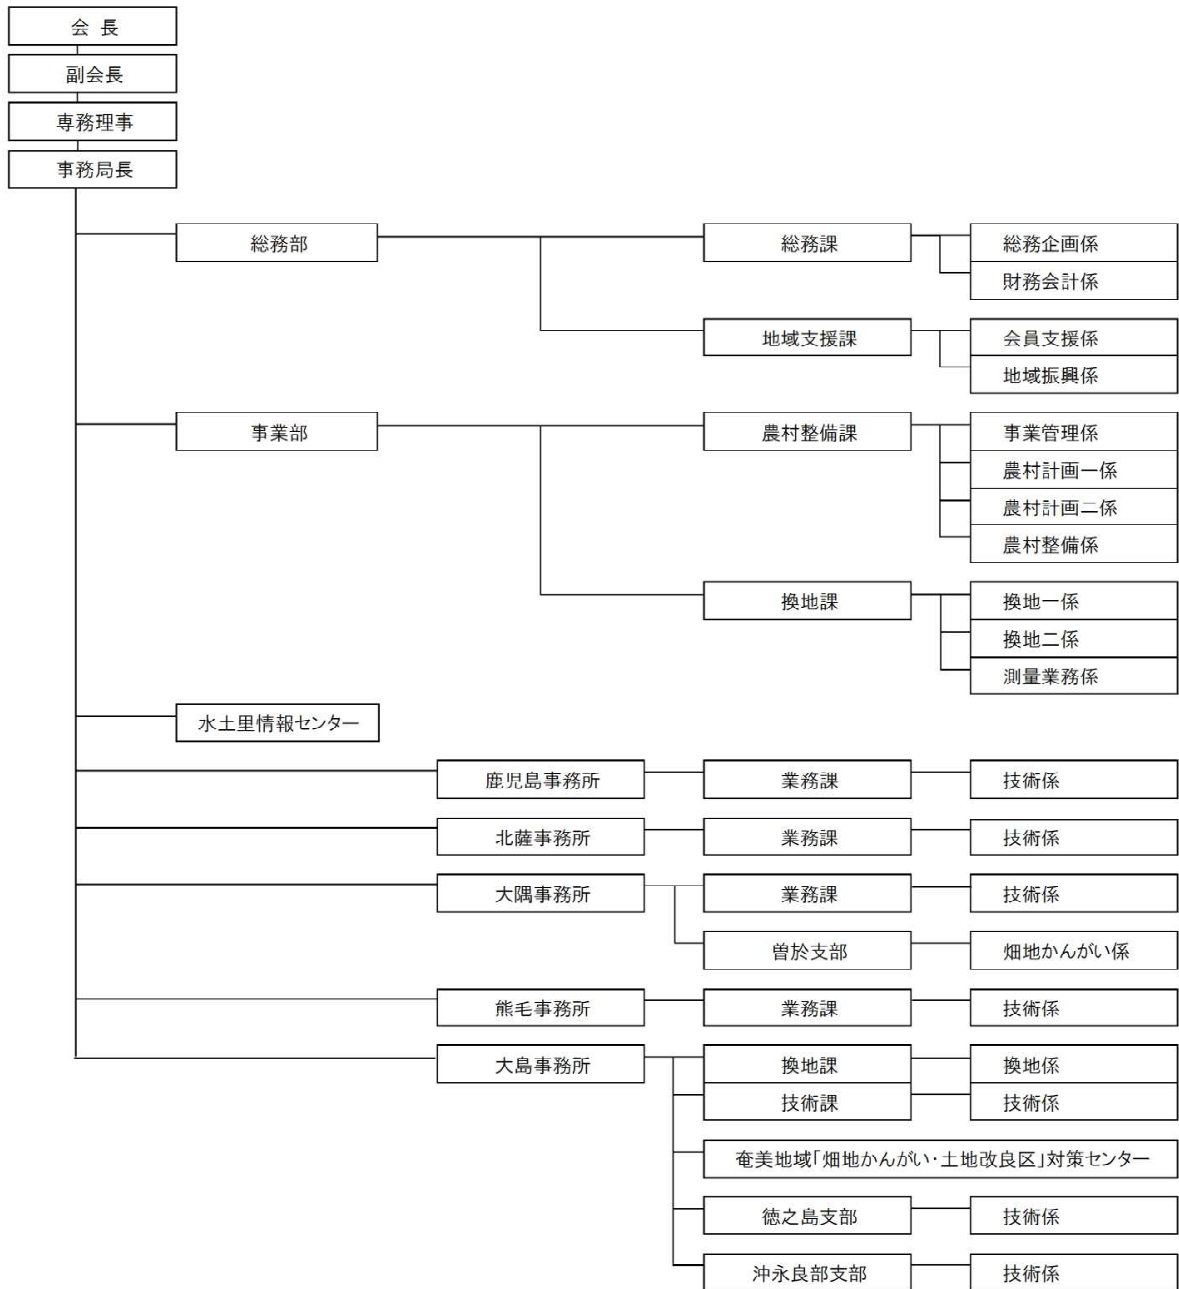 会 長
副会長
専務理事
事務局長
総務部
総務課
総務企画係
財務会計係
地域支援課
会員支援係
地域振興係
事業部
農村整備課
事業管理係
農村計画一係
農村計画二係
農村整備係
換地課
換地一係
換地二係
測量業務係
水土里情報センター
鹿児島事務所
業務課
技術係
北薩事務所
業務課
技術係
大隅事務所
業務課
技術係
曽於支部
畑地かんがい係
熊毛事務所
業務課
技術係
大島事務所
換地課
換地係
技術課
技術係
奄美地域「畑地かんがい・土地改良区」対策センター
徳之島支部
技術係
沖永良部支部
技術係